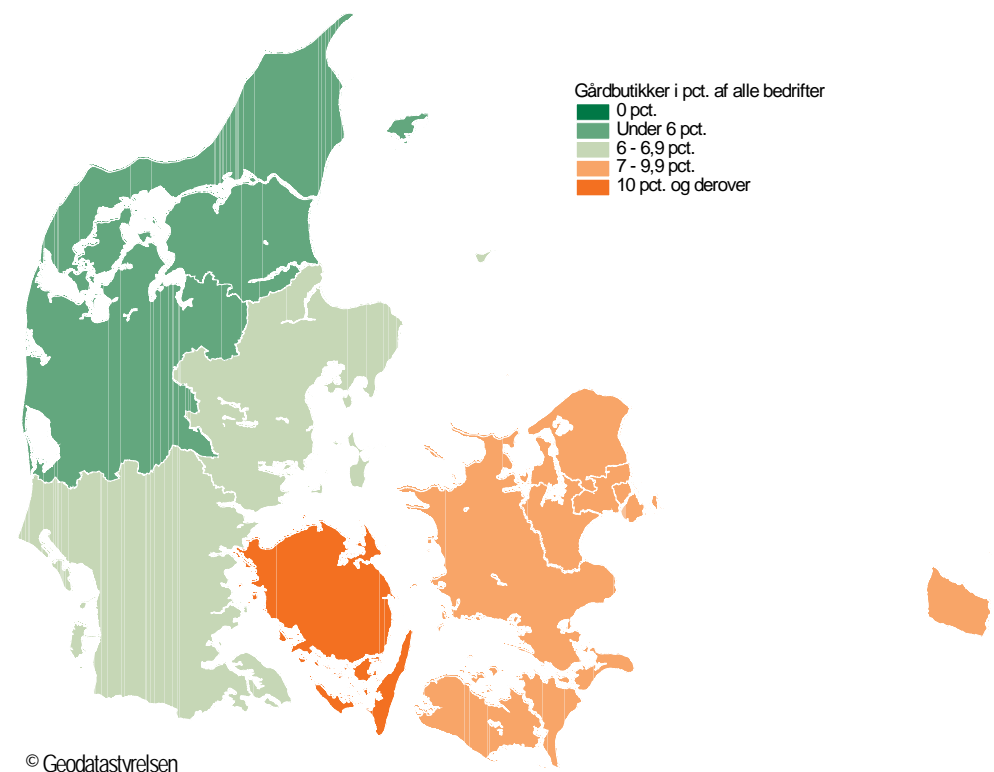 Gårdbutikker i pct. af alle bedrifter
0 pct.
Under 6 pct.
6 - 6,9 pct.
7 - 9,9 pct.
10 pct. og derover
© Geodatastyrelsen